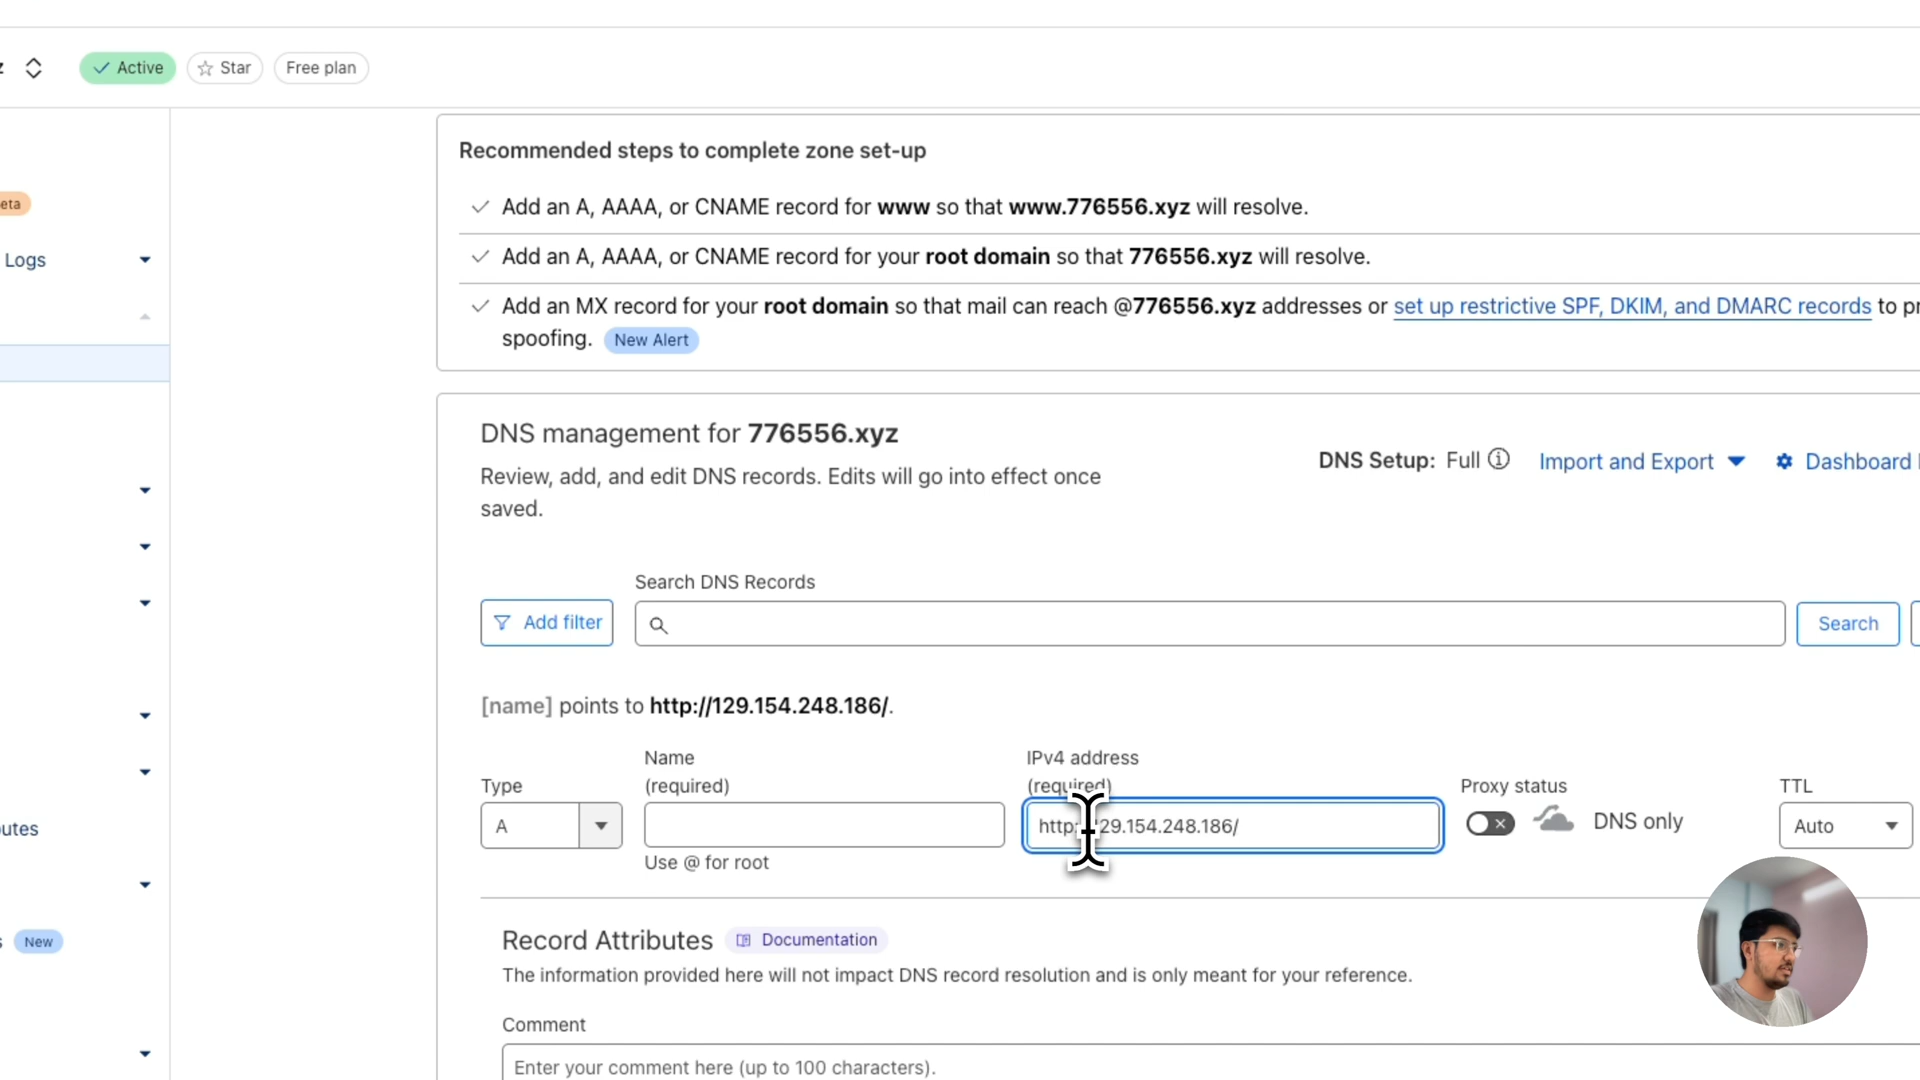 Active
Star
Free plan
Recommended steps to complete zone set-up
eta
Add an A, AAAA, or CNAME record for www so that www.776556.xyz will resolve.
Logs
Add an A, AAAA, or CNAME record for your root domain so that 776556.xyz will resolve.
Add an MX record for your root domain so that mail can reach @776556.xyz addresses or set up restrictive SPF, DKIM, and DMARC records to pr
spoofing. New Alert
DNS management for 776556.xyz
DNS Setup: Full
Import and Export
Dashboard
Review, add, and edit DNS records. Edits will go into effect once
saved.
Search DNS Records
Add filter
Search
[name] points to http://129.154.248.186/.
Name
(required)
IPv4 address
(required)
Type
Proxy status
TTL
A
29.154.248.186/
DNS only
Auto
utes
Use @ for root
Record Attributes
Documentation
New
The information provided here will not impact DNS record resolution and is only meant for your reference.
Comment
Enter your comment here (up to 100 characters).